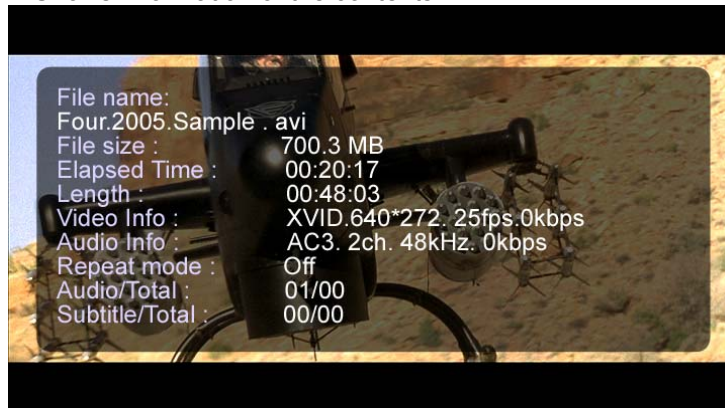 File name:
Four.2005.Sample . avi
File size : 700.3 MB
Elapsed Time : 00:20:17
Length : 00:48:03
Video Info : XVID.640*272. 25fps.0kbps
Audio Info : AC3. 2ch. 48kHz. 0kbps
Repeat mode : Off
Audio/Total : 01/00
Subtitle/Total : 00/00